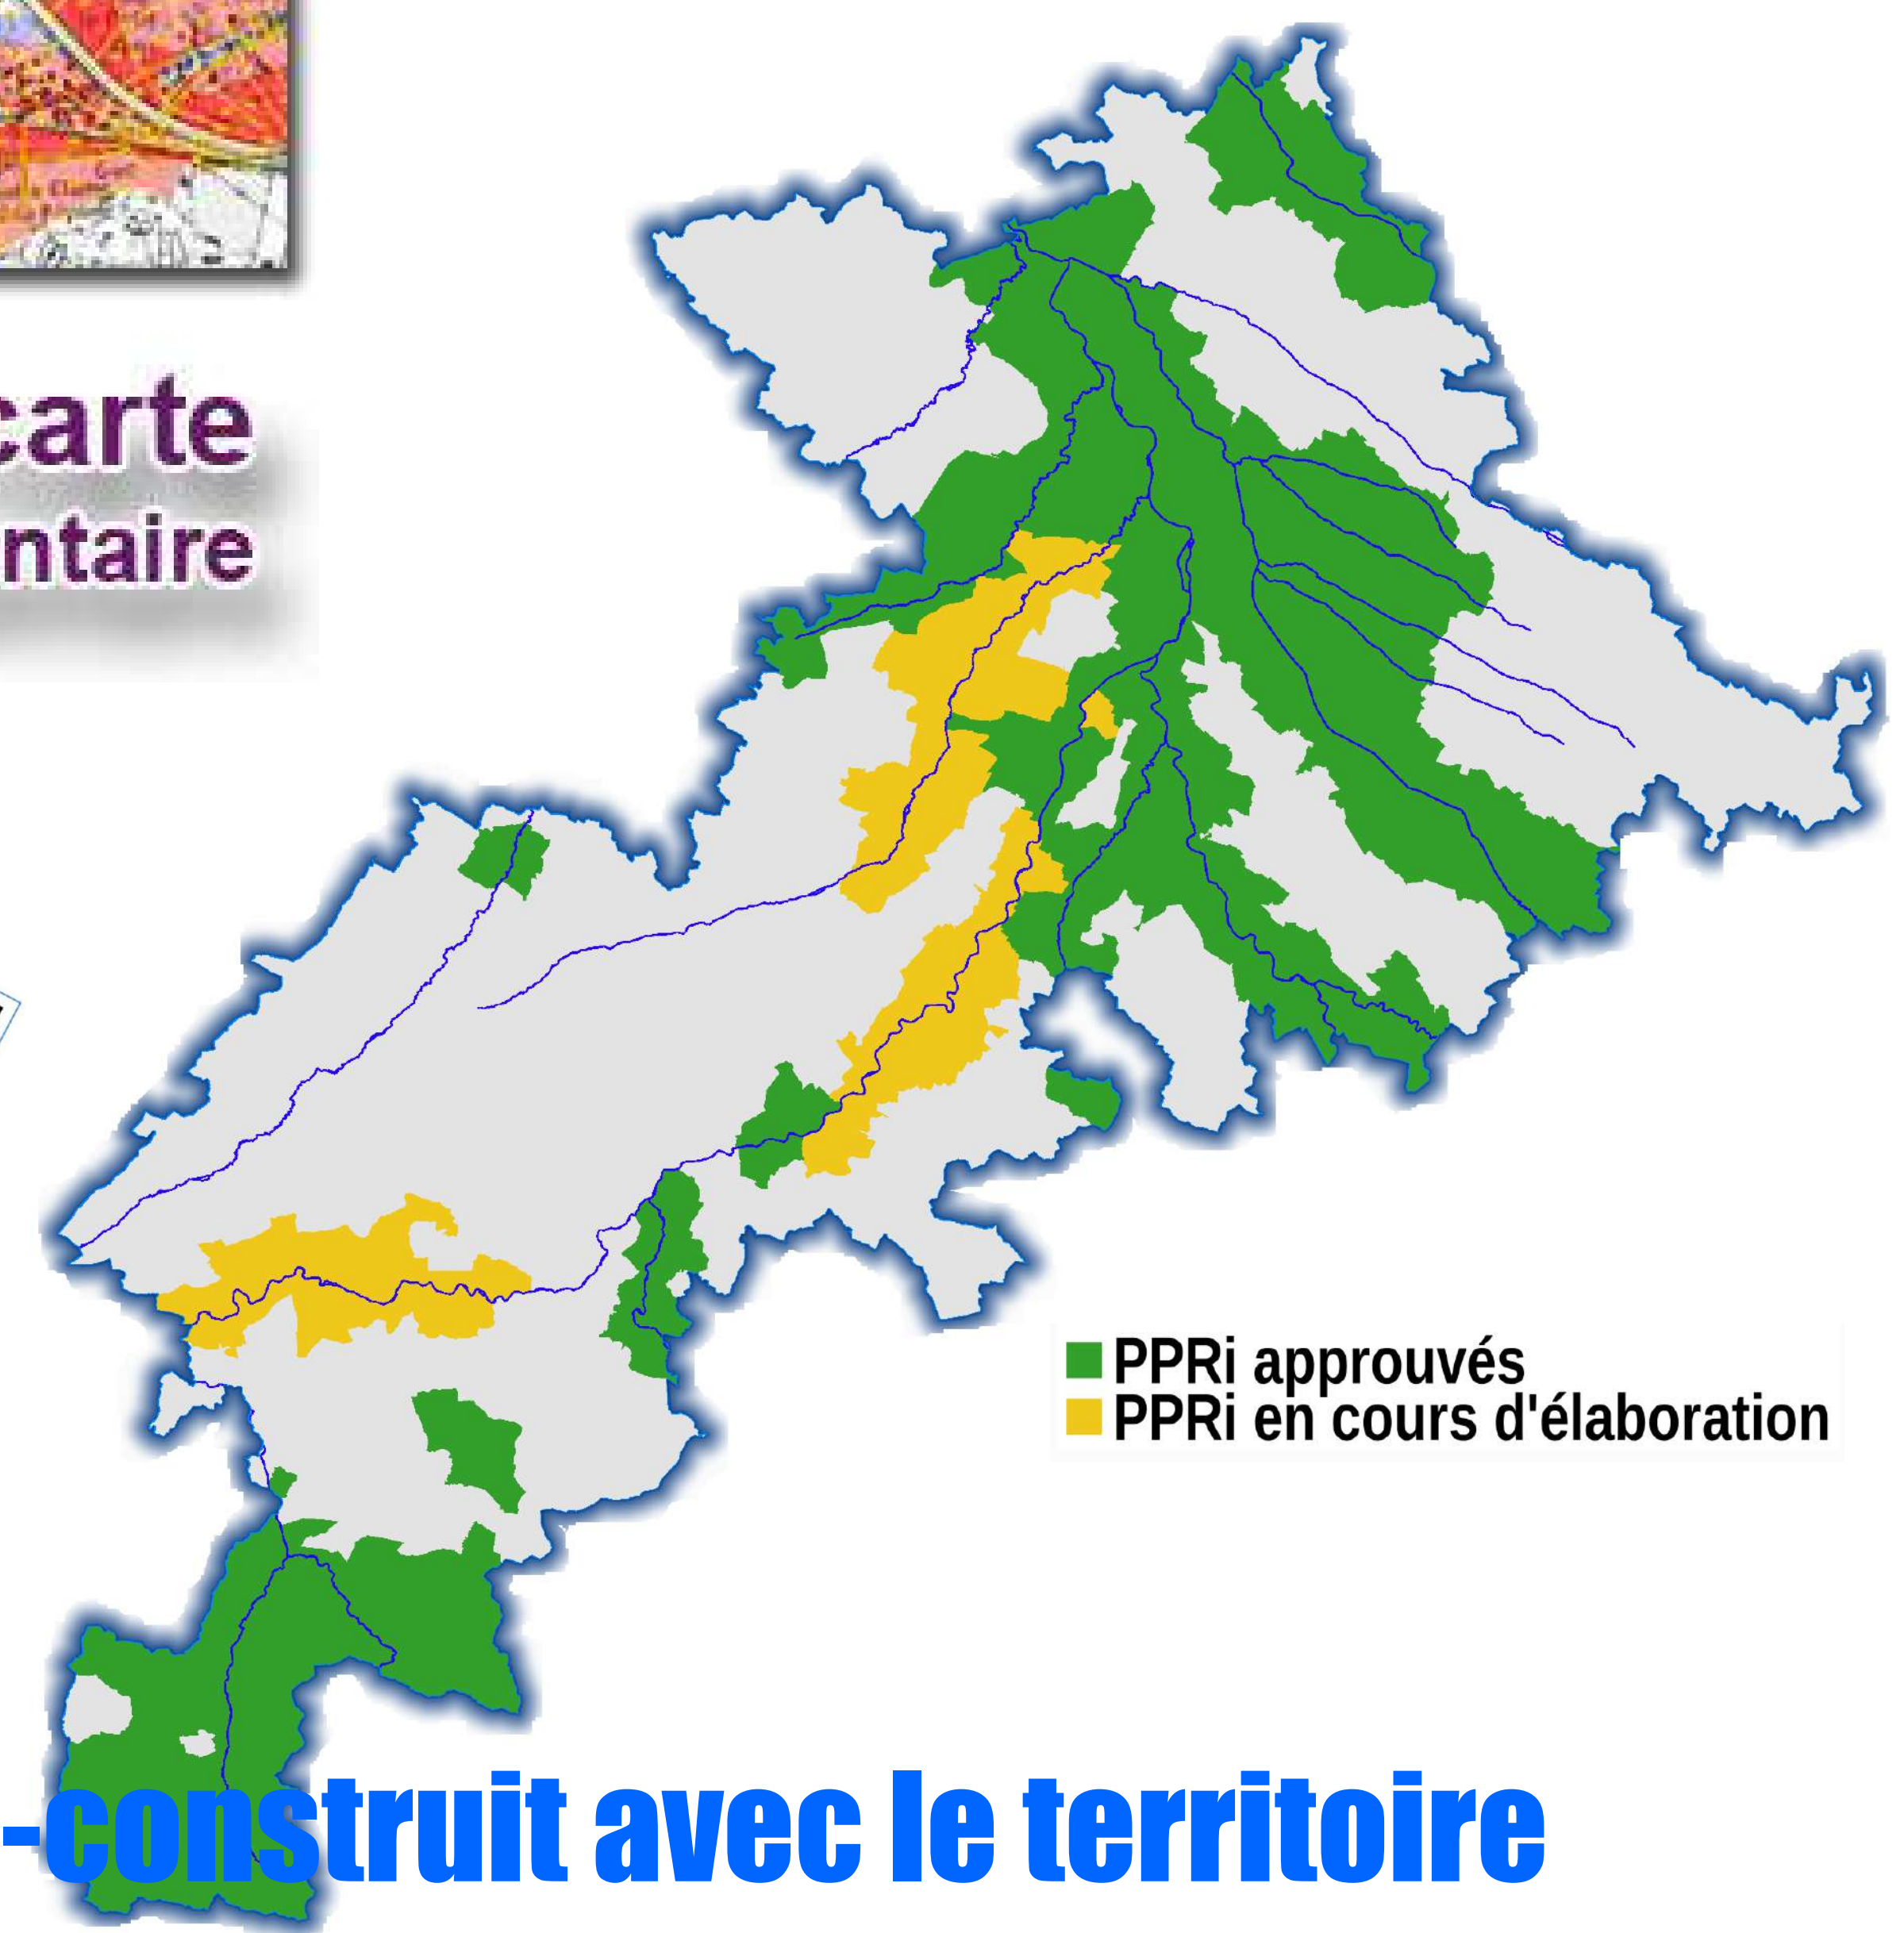 carte
ntaire
PPRi approuvés
PPRi en cours d'élaboration
-construit avec le territoire